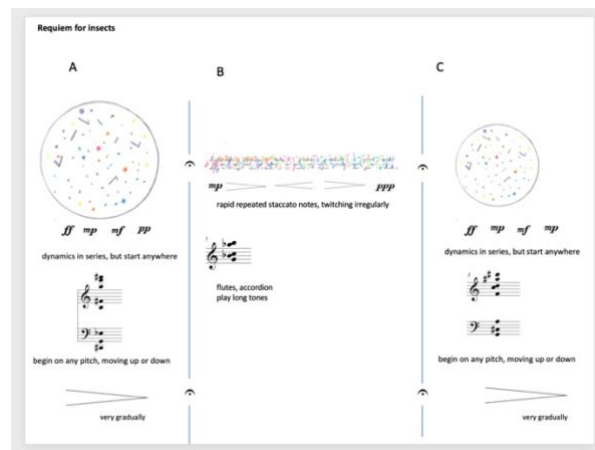 Requiem for insects
A
ff mp mf pp
dynamics in series, but start anywhere
begin on any pitch, moving up or down
very gradually
B
mp ppp
rapid repeated staccato notes, twitching irregularly
flutes, accordion
play long tones
C
ff mp mf mp
dynamics in series, but start anywhere
begin on any pitch, moving up or down
very gradually